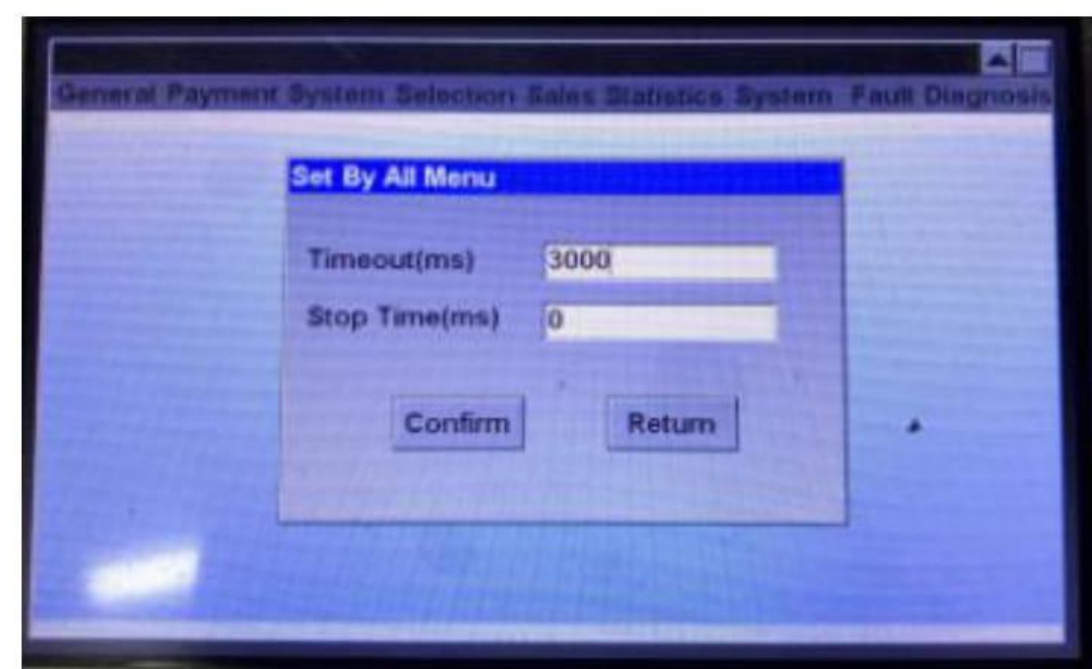 General Payment System Selection Sales Statistics System Fault Diagnosis
Set By All Menu
Timeout(ms) 3000
Stop Time(ms) 0
Confirm Return